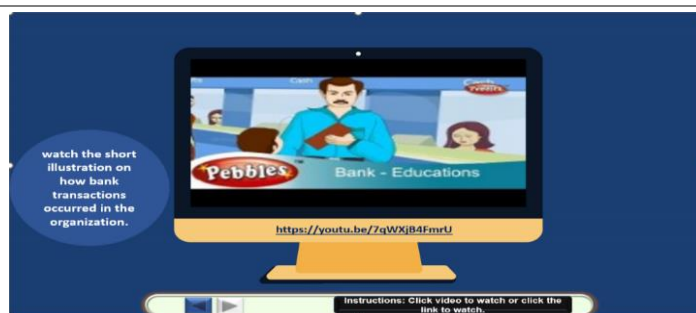 Cash
watch the short
illustration on
how bank
transactions
occurred in the
organization.
Pebbles
Bank - Educations
https://youtu.be/7qWXjB4FmrU
Instructions: Click video to watch or click the
link to watch.